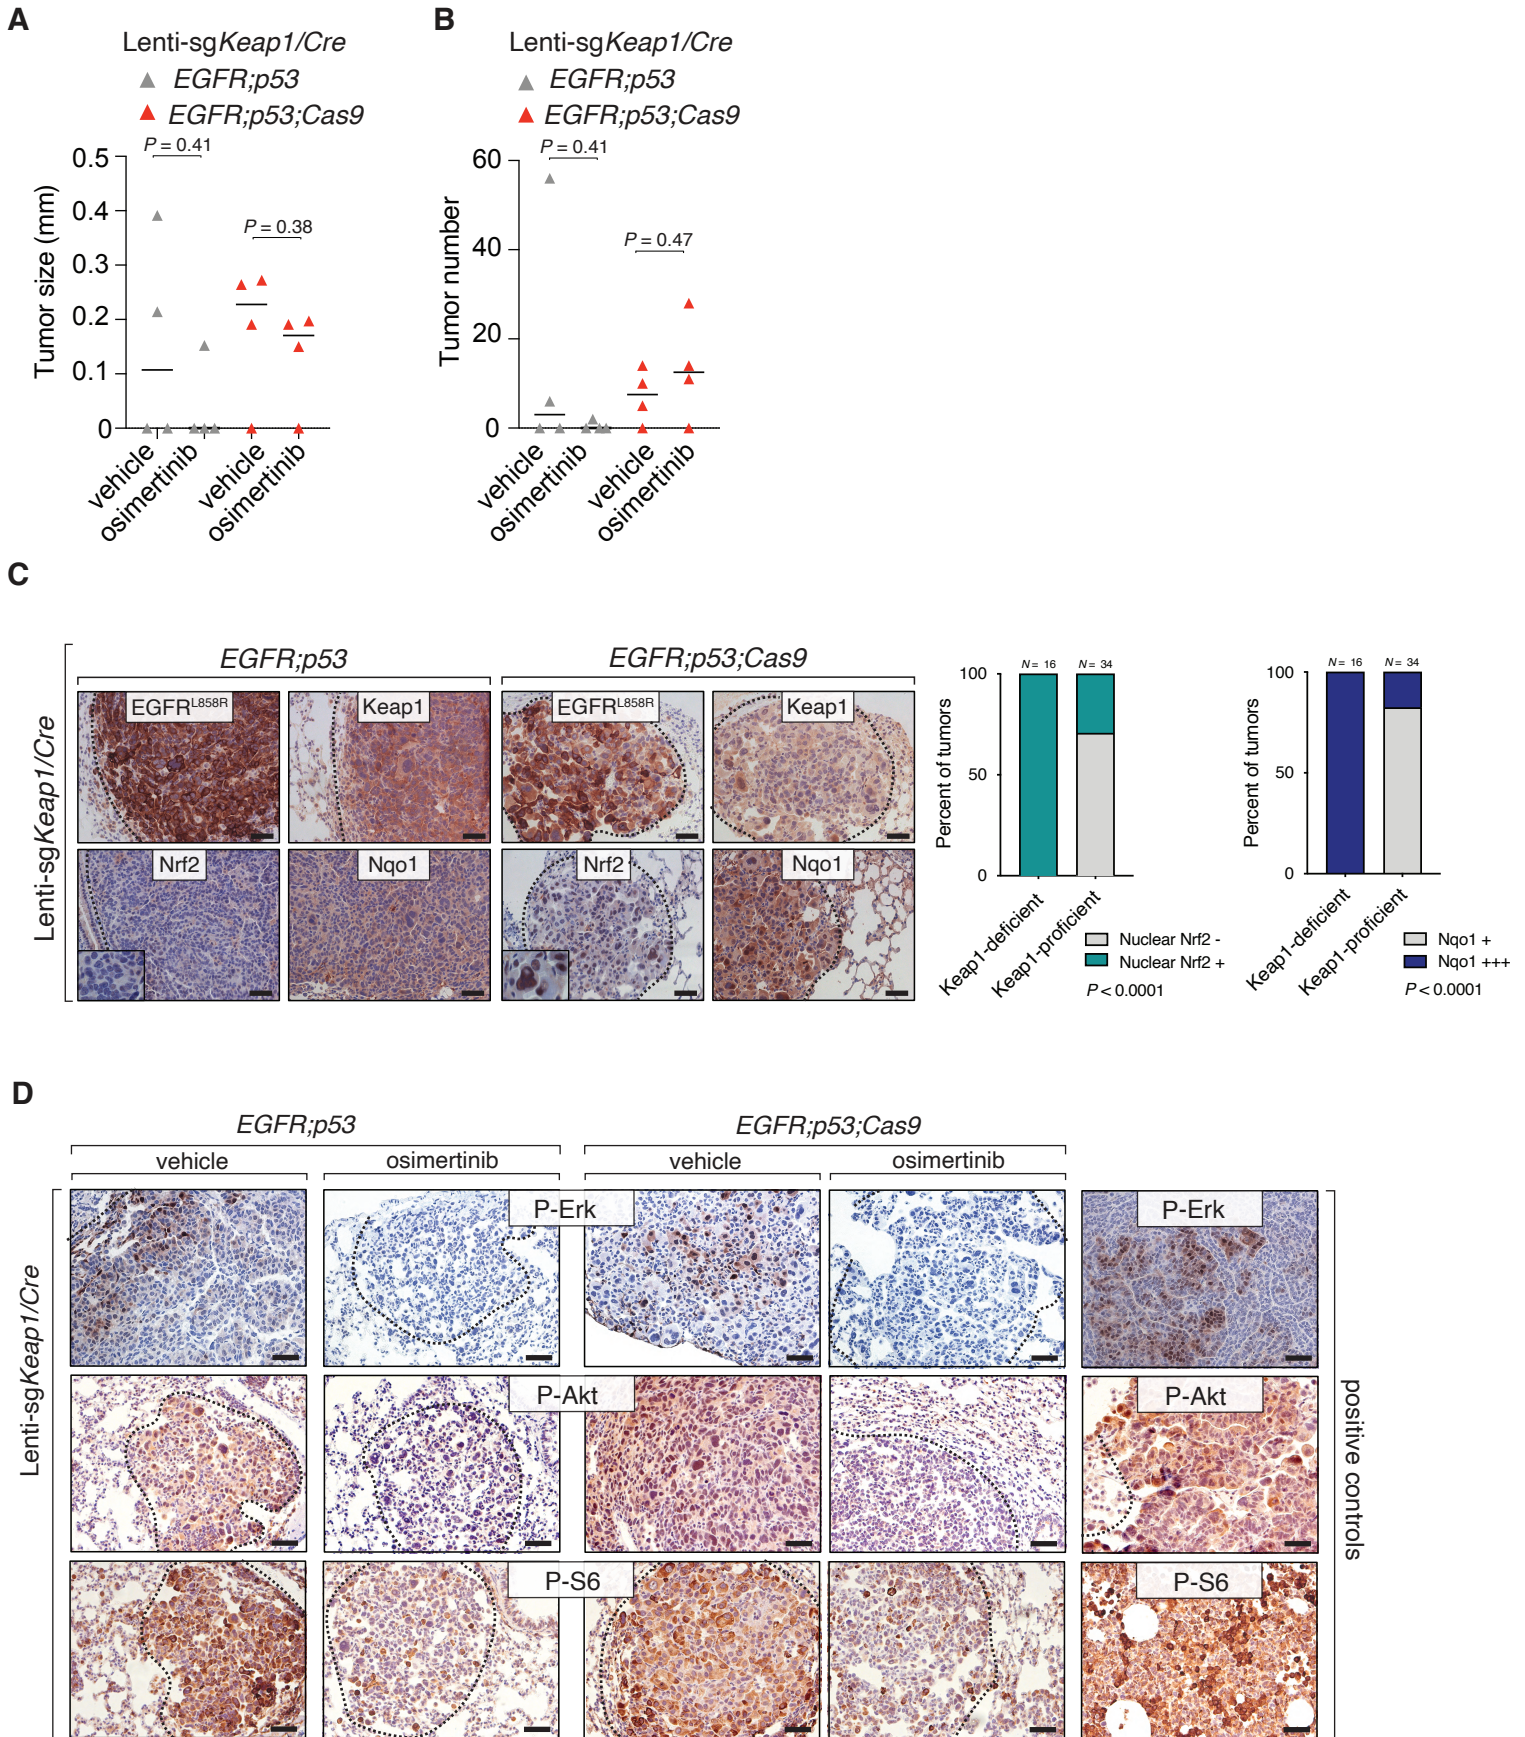 A
Lenti-sgKeap1/Cre
EGFR;p53
EGFR;p53;Cas9
P = 0.41
P = 0.38
Tumor size (mm)
0.5
0.4
0.3
0.2
0.1
0
vehicle
osimertinib
vehicle
osimertinib
B
Lenti-sgKeap1/Cre
EGFR;p53
EGFR;p53;Cas9
P = 0.41
P = 0.47
Tumor number
60
40
20
0
vehicle
osimertinib
vehicle
osimertinib
C
Lenti-sgKeap1/Cre
EGFR;p53
EGFR;p53;Cas9
EGFRL858R
Keap1
EGFRL858R
Keap1
Nrf2
Nqo1
Nrf2
Nqo1
Percent of tumors
100
50
0
N = 16
N = 34
Keap1-deficient
Keap1-proficient
Nuclear Nrf2 -
Nuclear Nrf2 +
P < 0.0001
Percent of tumors
100
50
0
N = 16
N = 34
Keap1-deficient
Keap1-proficient
Nqo1 +
Nqo1 +++
P < 0.0001
D
EGFR;p53
EGFR;p53;Cas9
vehicle
osimertinib
vehicle
osimertinib
Lenti-sgKeap1/Cre
P-Erk
P-Erk
P-Akt
P-Akt
P-S6
P-S6
positive controls